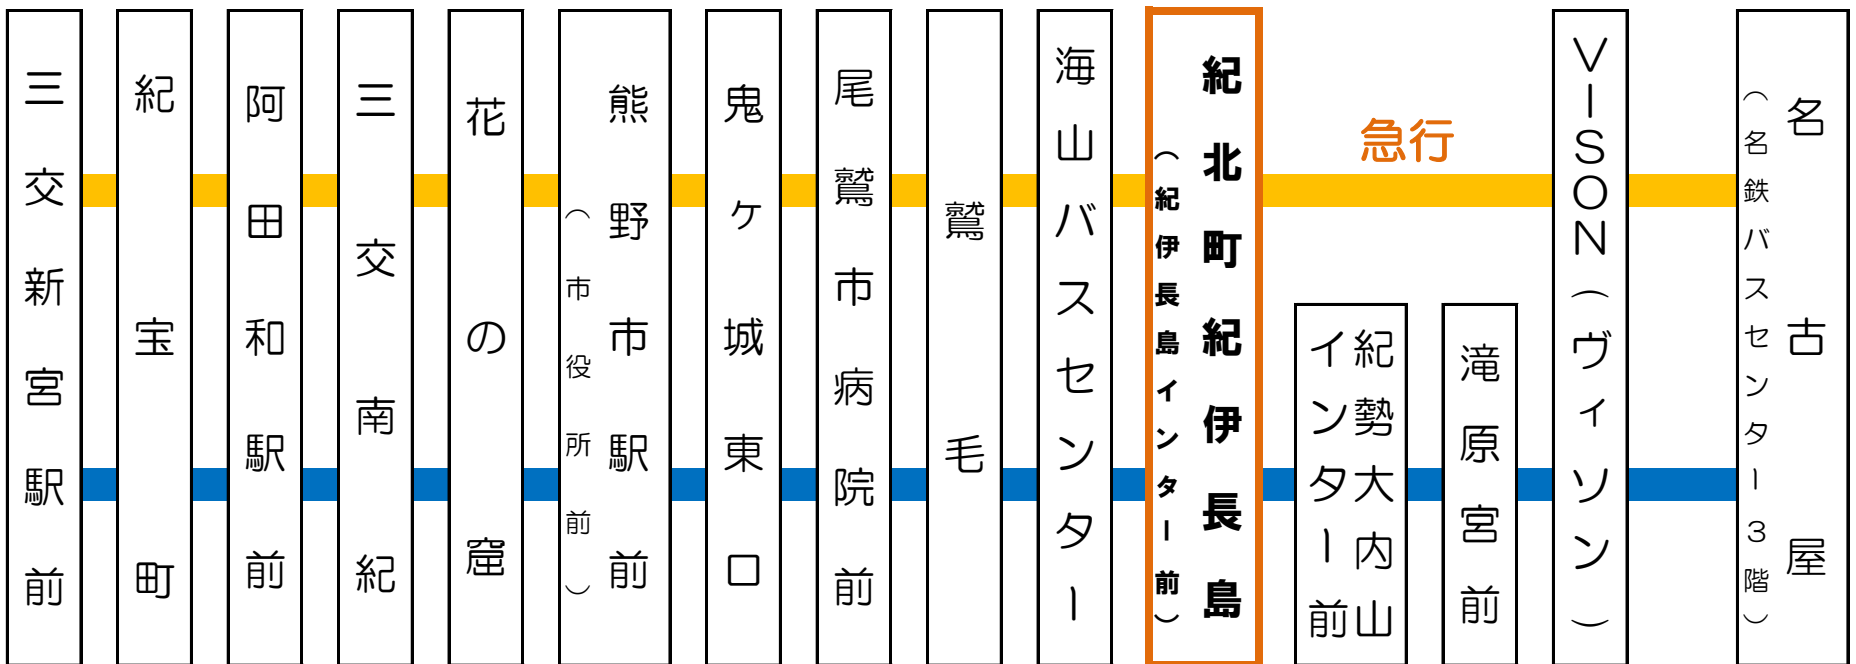 三交新宮駅前
紀宝町
阿田和駅前
三交南紀
花の窟
熊野市駅前
（市役所前）
鬼ヶ城東口
尾鷲市病院前
鷲毛
海山バスセンター
紀北町紀伊長島
（紀伊長島インター前）
急行
紀勢大内山
インター前
滝原宮前
VISON（ヴィソン）
名古屋
（名鉄バスセンター３階）